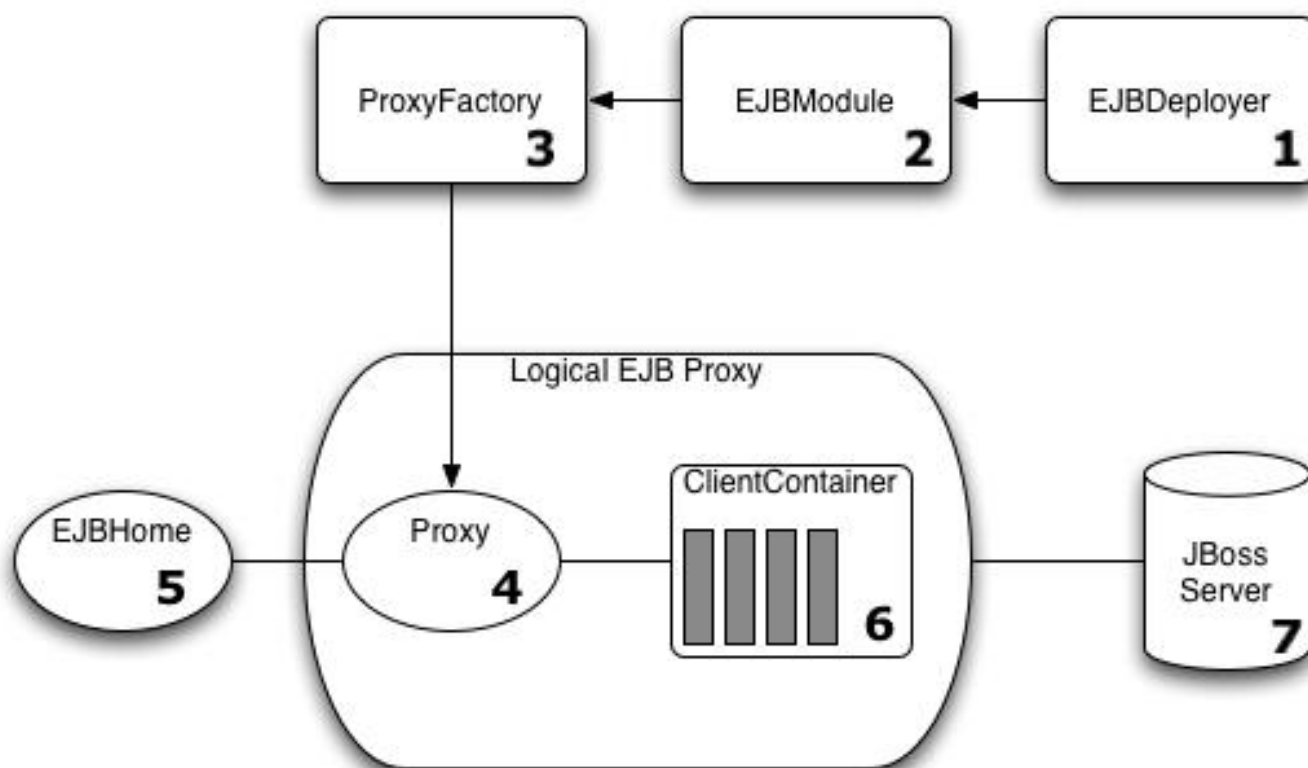 ProxyFactory
3
EJBModule
2
EJBDeployer
1
Logical EJB Proxy
EJBHome
5
Proxy
4
ClientContainer
6
JBoss
Server
7